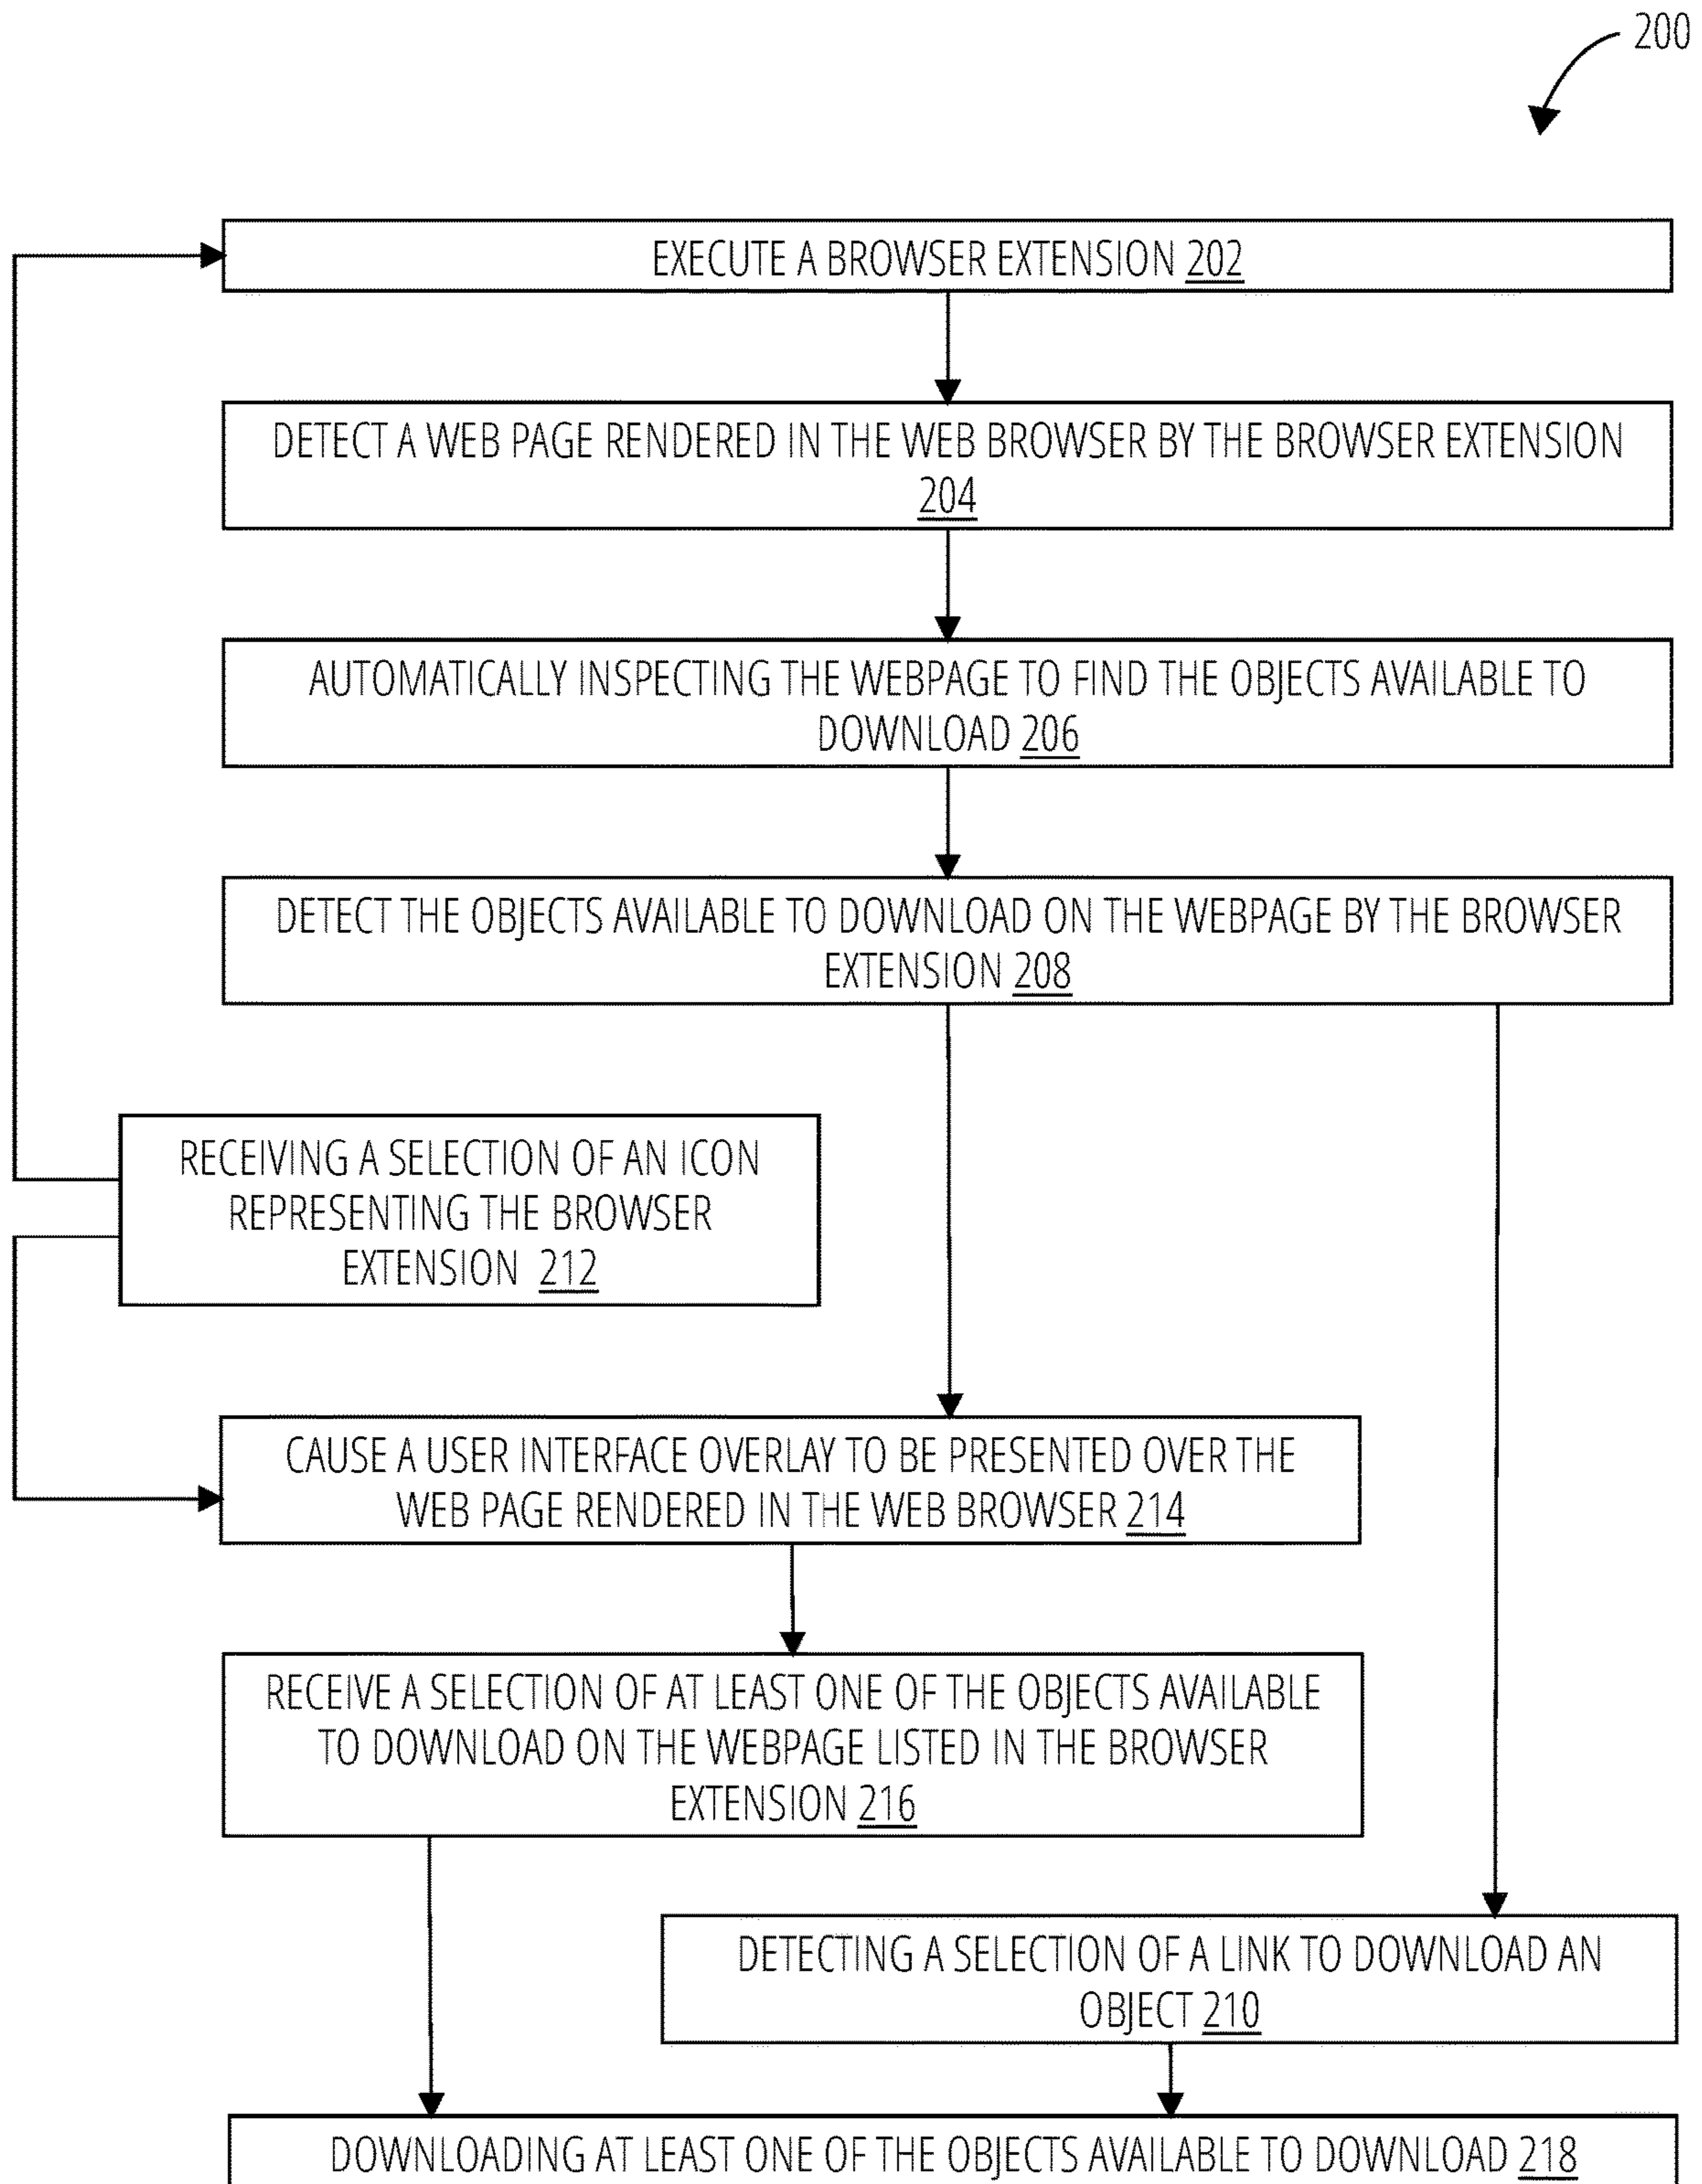 200
EXECUTE A BROWSER EXTENSION 202
DETECT A WEB PAGE RENDERED IN THE WEB BROWSER BY THE BROWSER EXTENSION
204
AUTOMATICALLY INSPECTING THE WEBPAGE TO FIND THE OBJECTS AVAILABLE TO
DOWNLOAD 206
DETECT THE OBJECTS AVAILABLE TO DOWNLOAD ON THE WEBPAGE BY THE BROWSER
EXTENSION 208
RECEIVING A SELECTION OF AN ICON
REPRESENTING THE BROWSER
EXTENSION 212
CAUSE A USER INTERFACE OVERLAY TO BE PRESENTED OVER THE
WEB PAGE RENDERED IN THE WEB BROWSER 214
RECEIVE A SELECTION OF AT LEAST ONE OF THE OBJECTS AVAILABLE
TO DOWNLOAD ON THE WEBPAGE LISTED IN THE BROWSER
EXTENSION 216
DETECTING A SELECTION OF A LINK TO DOWNLOAD AN
OBJECT 210
DOWNLOADING AT LEAST ONE OF THE OBJECTS AVAILABLE TO DOWNLOAD 218